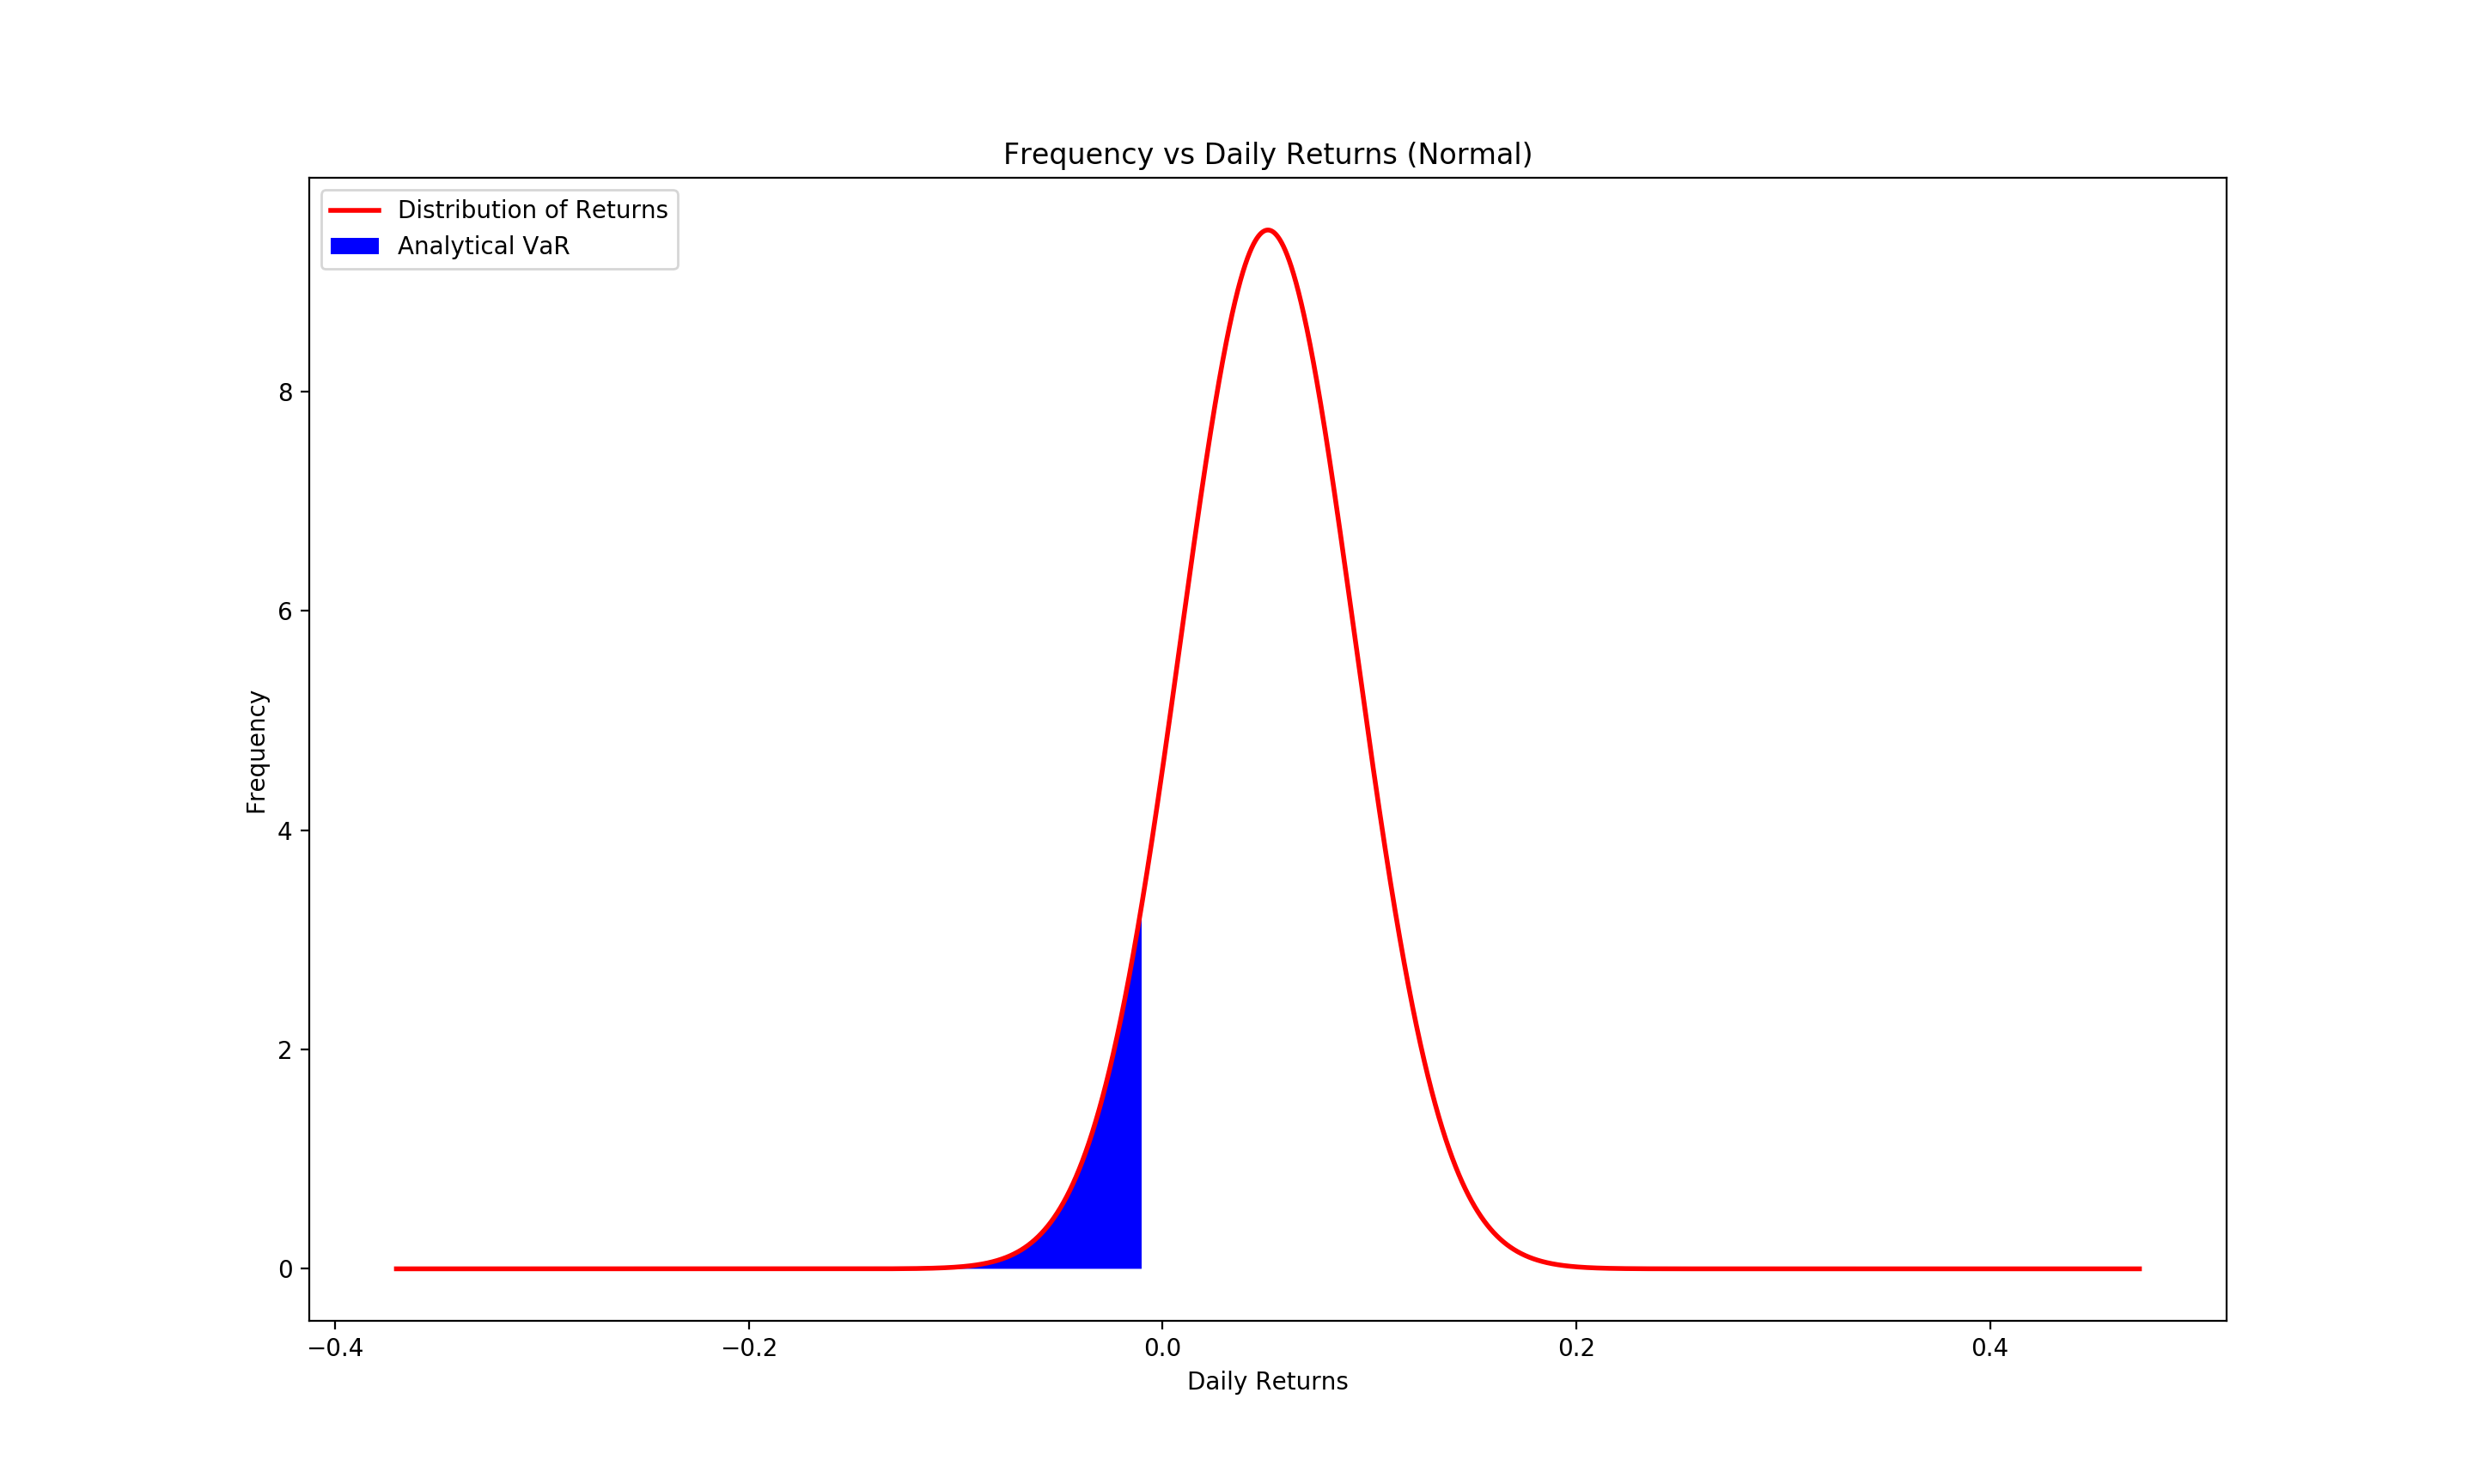 Frequency vs Daily Returns (Normal)
Distribution of Returns
Analytical VaR
8
6
4
2
0
Frequency
−0.4
−0.2
0.0
0.2
0.4
Daily Returns